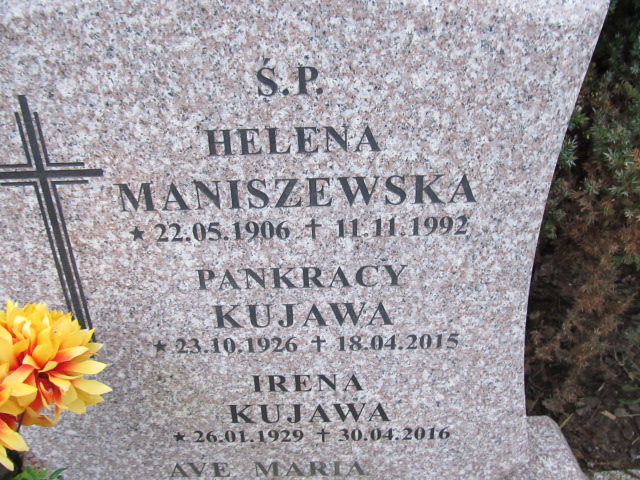 Ś.P.
HELENA
MANISZEWSKA
★ 22.05.1906 ✝ 11.11.1992
PANKRACY
KUJAWA
★ 23.10.1926 ✝ 18.04.2015
IRENA
KUJAWA
★ 26.01.1929 ✝ 30.04.2016
AVE MARIA